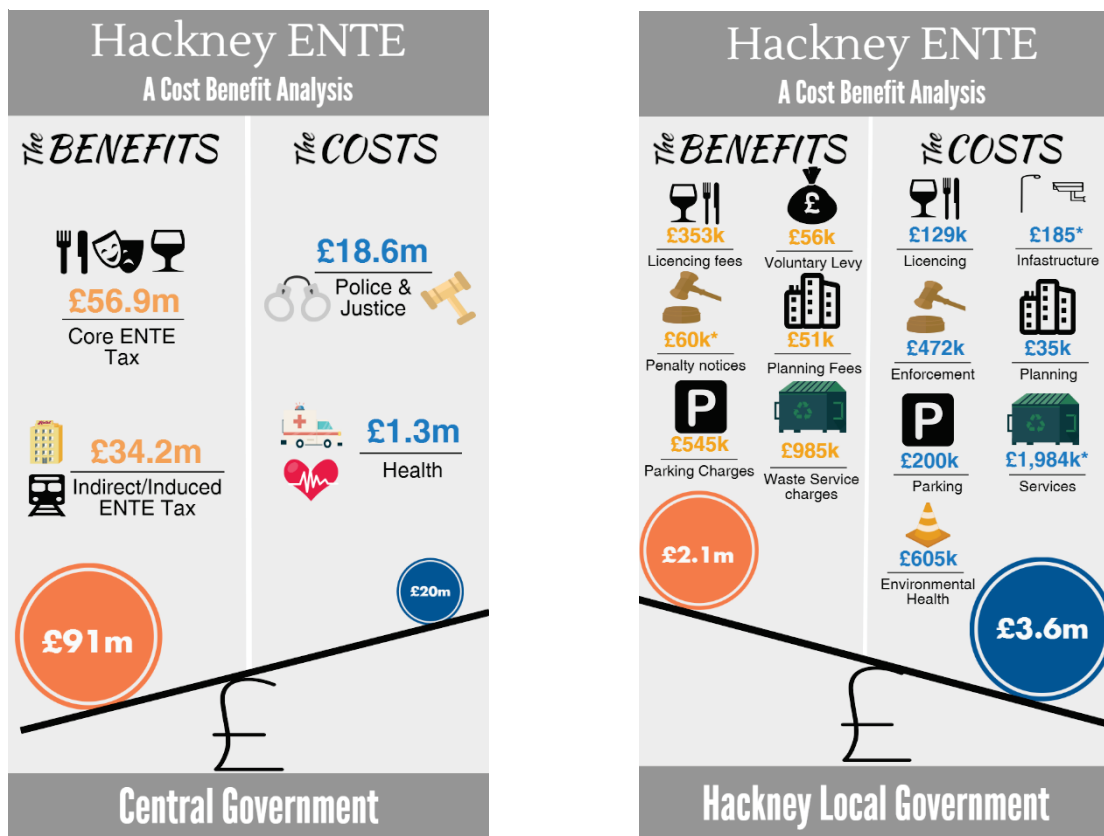 Hackney ENTE
A Cost Benefit Analysis
The BENEFITS
The COSTS
£56.9m
Core ENTE
Tax
£18.6m
Police &
Justice
£34.2m
Indirect/Induced
ENTE Tax
£1.3m
Health
£91m
£20m
£
Central Government
Hackney ENTE
A Cost Benefit Analysis
The BENEFITS
The COSTS
£
£353k
Licencing fees
£56k
Voluntary Levy
£129k
Licencing
£185*
Infastructure
£60k*
Penalty notices
£51k
Planning Fees
£472k
Enforcement
£35k
Planning
P
£545k
Parking Charges
£985k
Waste Service
charges
P
£200k
Parking
£1,984k*
Services
£605k
Environmental
Health
£2.1m
£3.6m
£
Hackney Local Government